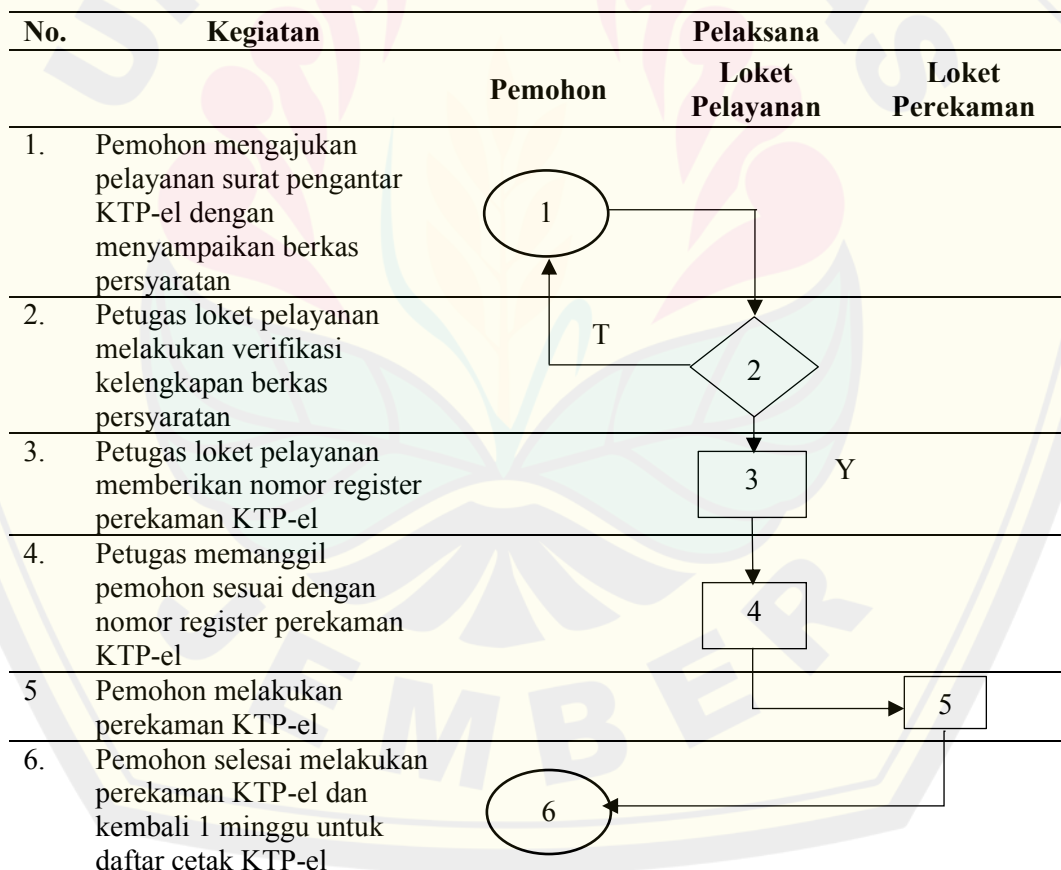 No. Kegiatan Pelaksana
Pemohon Loket Pelayanan Loket Perekaman
1. Pemohon mengajukan
pelayanan surat pengantar
KTP-el dengan
menyampaikan berkas
persyaratan
1
2. Petugas loket pelayanan
melakukan verifikasi
kelengkapan berkas
persyaratan
T
2
3. Petugas loket pelayanan
memberikan nomor register
perekaman KTP-el
3
Y
4. Petugas memanggil
pemohon sesuai dengan
nomor register perekaman
KTP-el
4
5 Pemohon melakukan
perekaman KTP-el
5
6. Pemohon selesai melakukan
perekaman KTP-el dan
kembali 1 minggu untuk
daftar cetak KTP-el
6